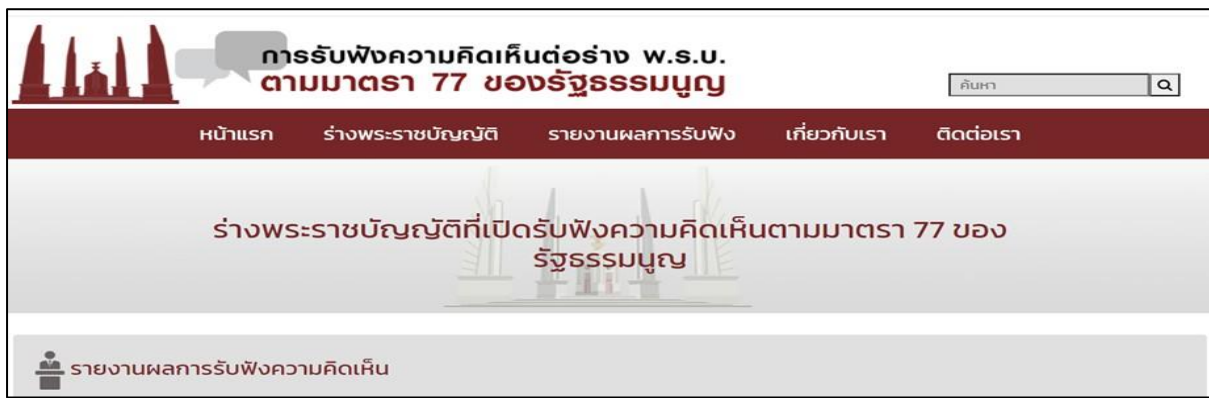 การรับฟังความคิดเห็นต่อร่าง พ.ร.บ.
ตามมาตรา 77 ของรัฐธรรมนูญ
ค้นหา
หน้าแรก ร่างพระราชบัญญัติ รายงานผลการรับฟัง เกี่ยวกับเรา ติดต่อเรา
ร่างพระราชบัญญัติที่เปิดรับฟังความคิดเห็นตามมาตรา 77 ของ
รัฐธรรมนูญ
รายงานผลการรับฟังความคิดเห็น